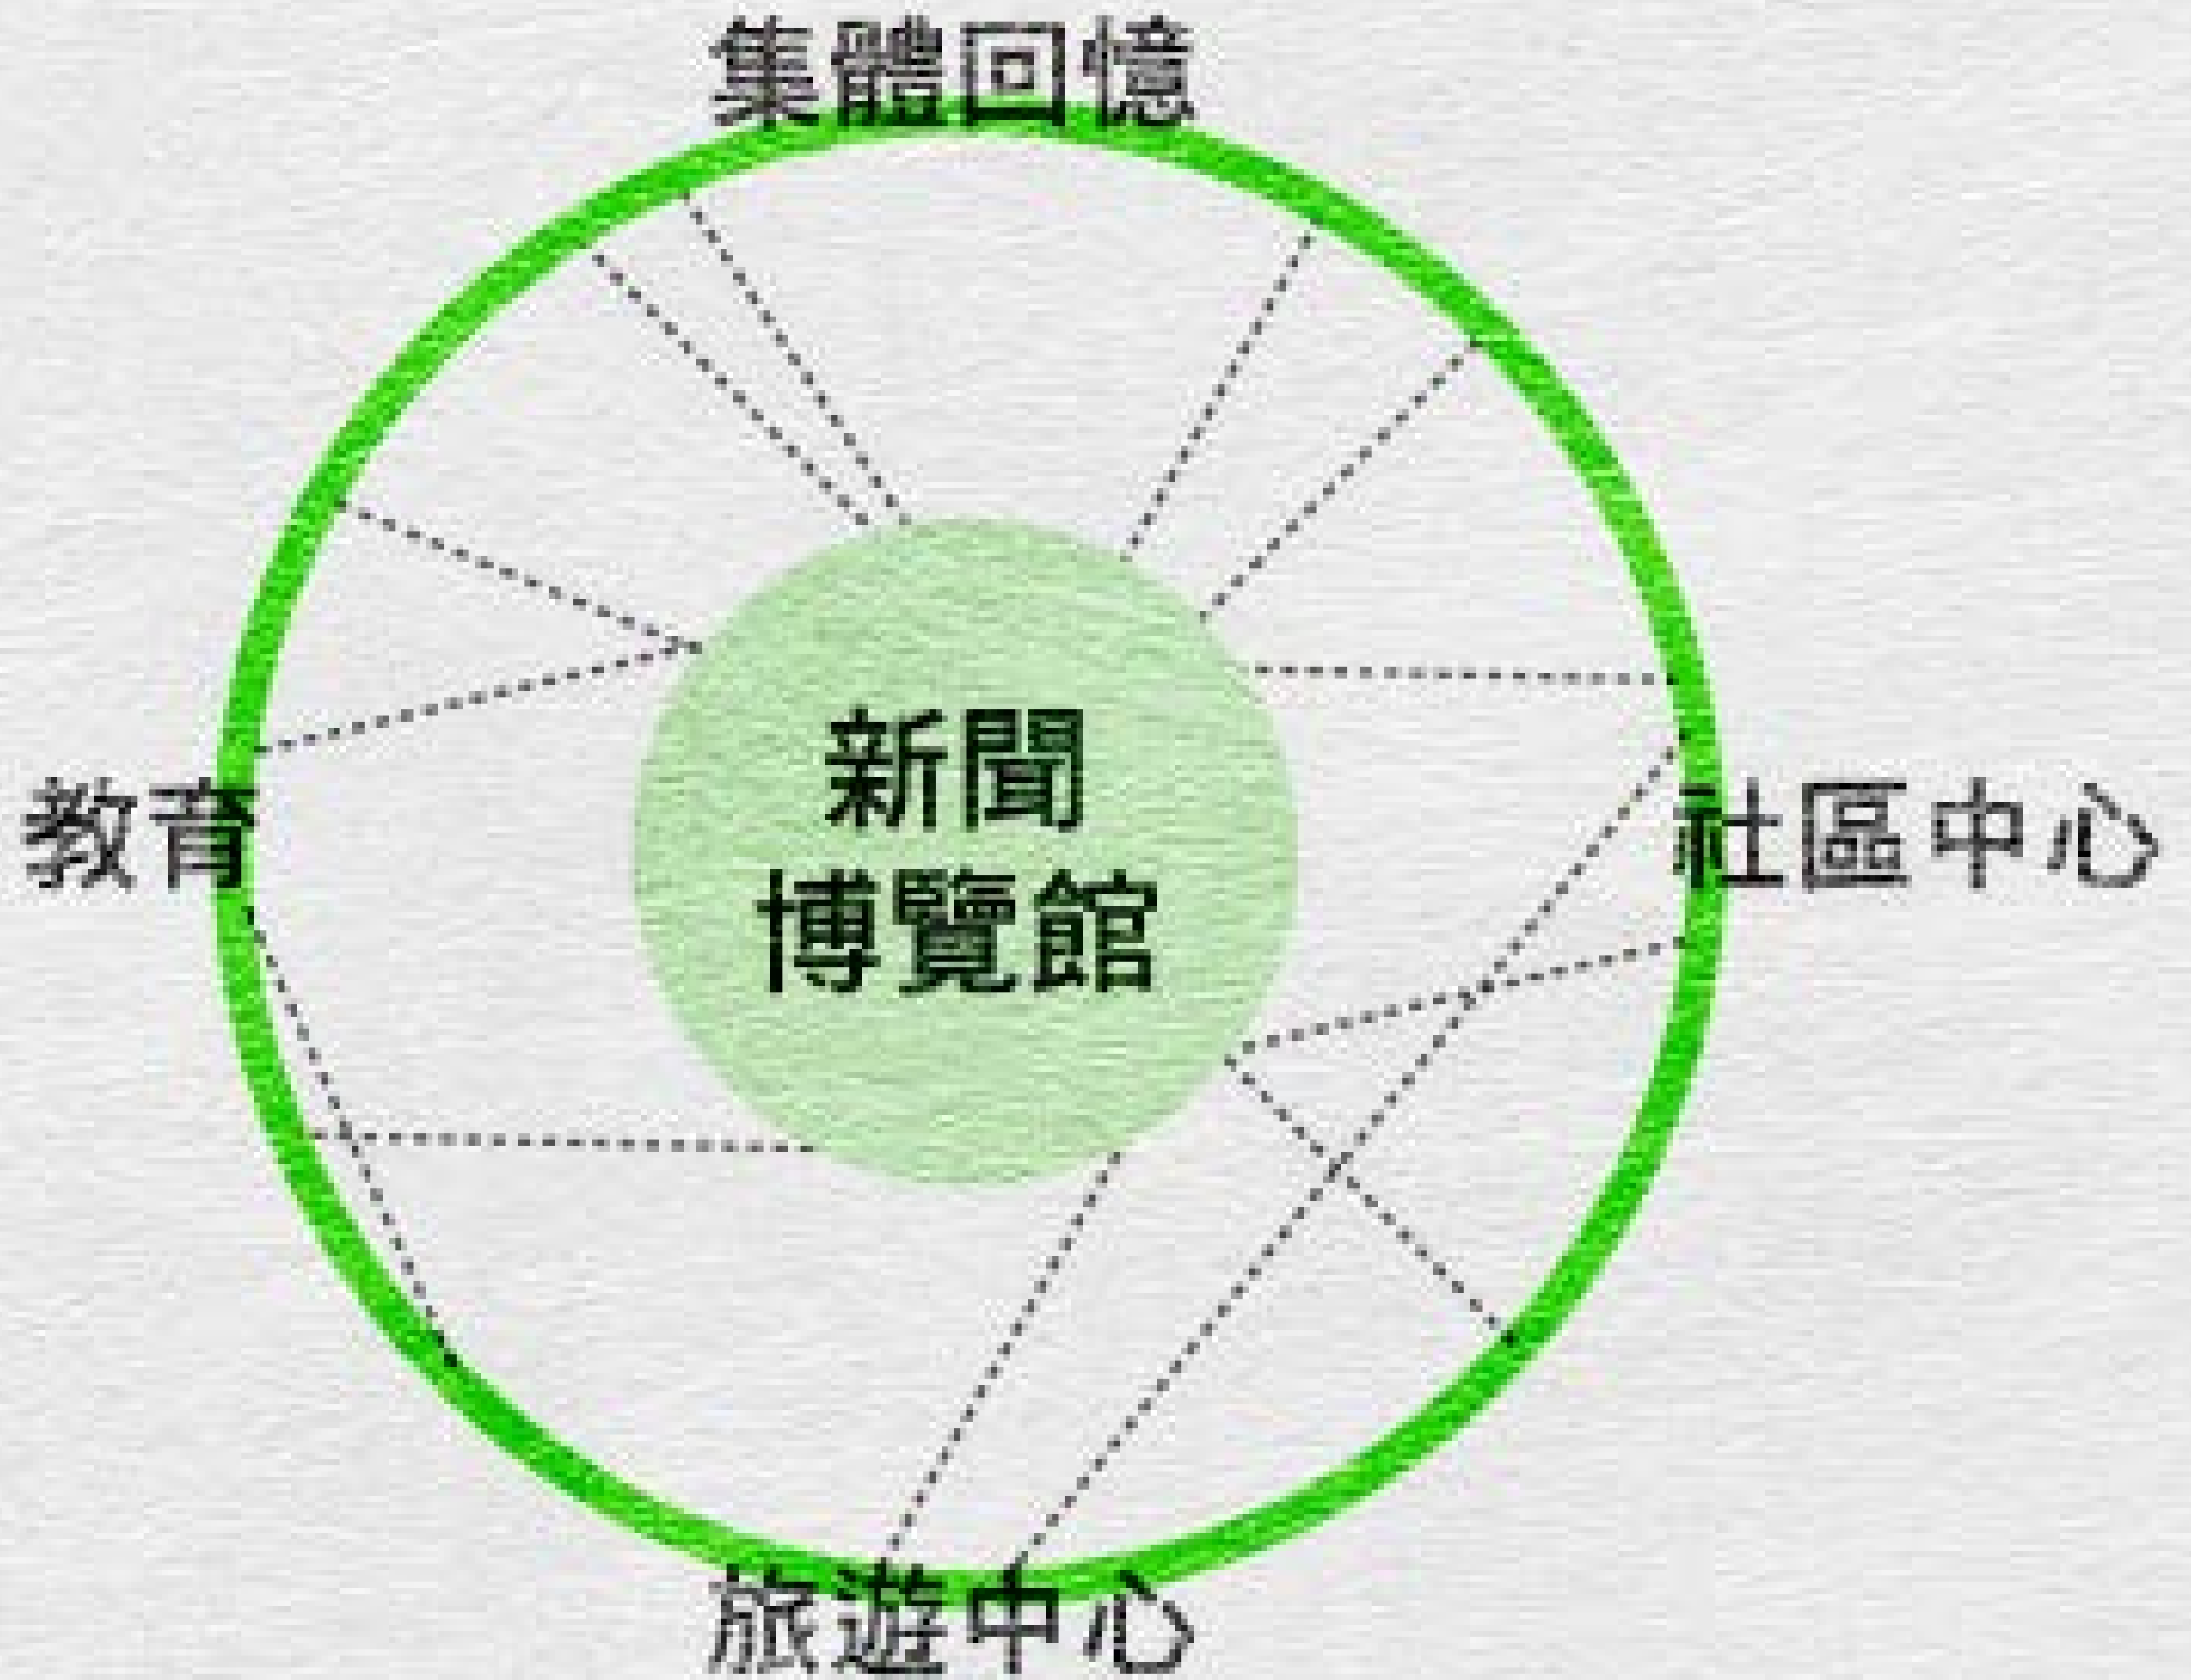 集體回憶
新聞
博覽館
教育
社區中心
旅遊中心